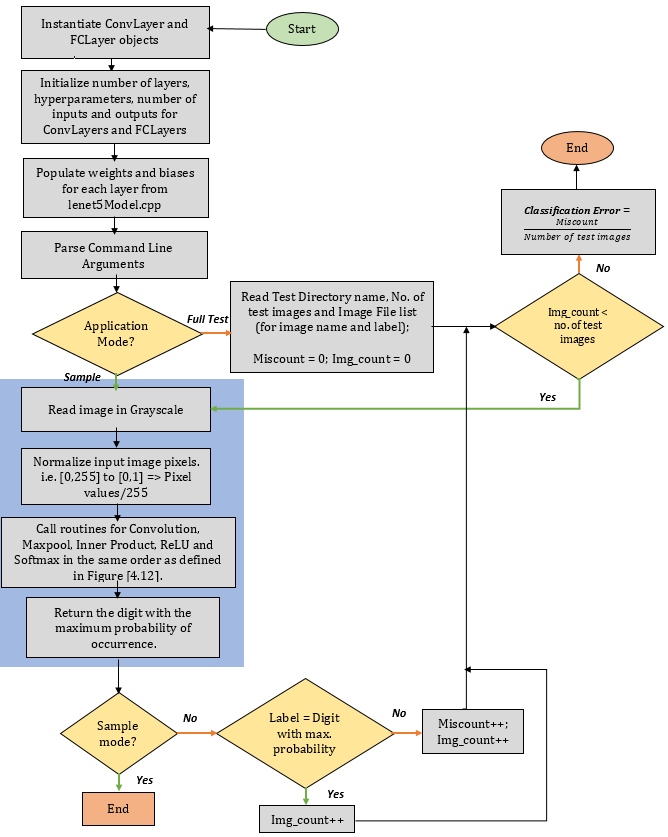 Instantiate ConvLayer and
FCLayer objects
Start
Initialize number of layers,
hyperparameters, number of
inputs and outputs for
ConvLayers and FCLayers
Populate weights and biases
for each layer from
lenet5Model.cpp
Parse Command Line
Arguments
Application
Mode?
Full Test
Sample
Read Test Directory name, No. of
test images and Image File list
(for image name and label);
Miscount = 0; Img_count = 0
End
Classification Error =
Miscount
Number of test images
No
Img_count <
no. of test
images
Yes
Read image in Grayscale
Normalize input image pixels.
i.e. [0,255] to [0,1] => Pixel
values/255
Call routines for Convolution,
Maxpool, Inner Product, ReLU and
Softmax in the same order as defined
in Figure [4.12].
Return the digit with the
maximum probability of
occurrence.
Sample
mode?
No
Yes
End
Label = Digit
with max.
probability
No
Yes
Miscount++;
Img_count++
Img_count++